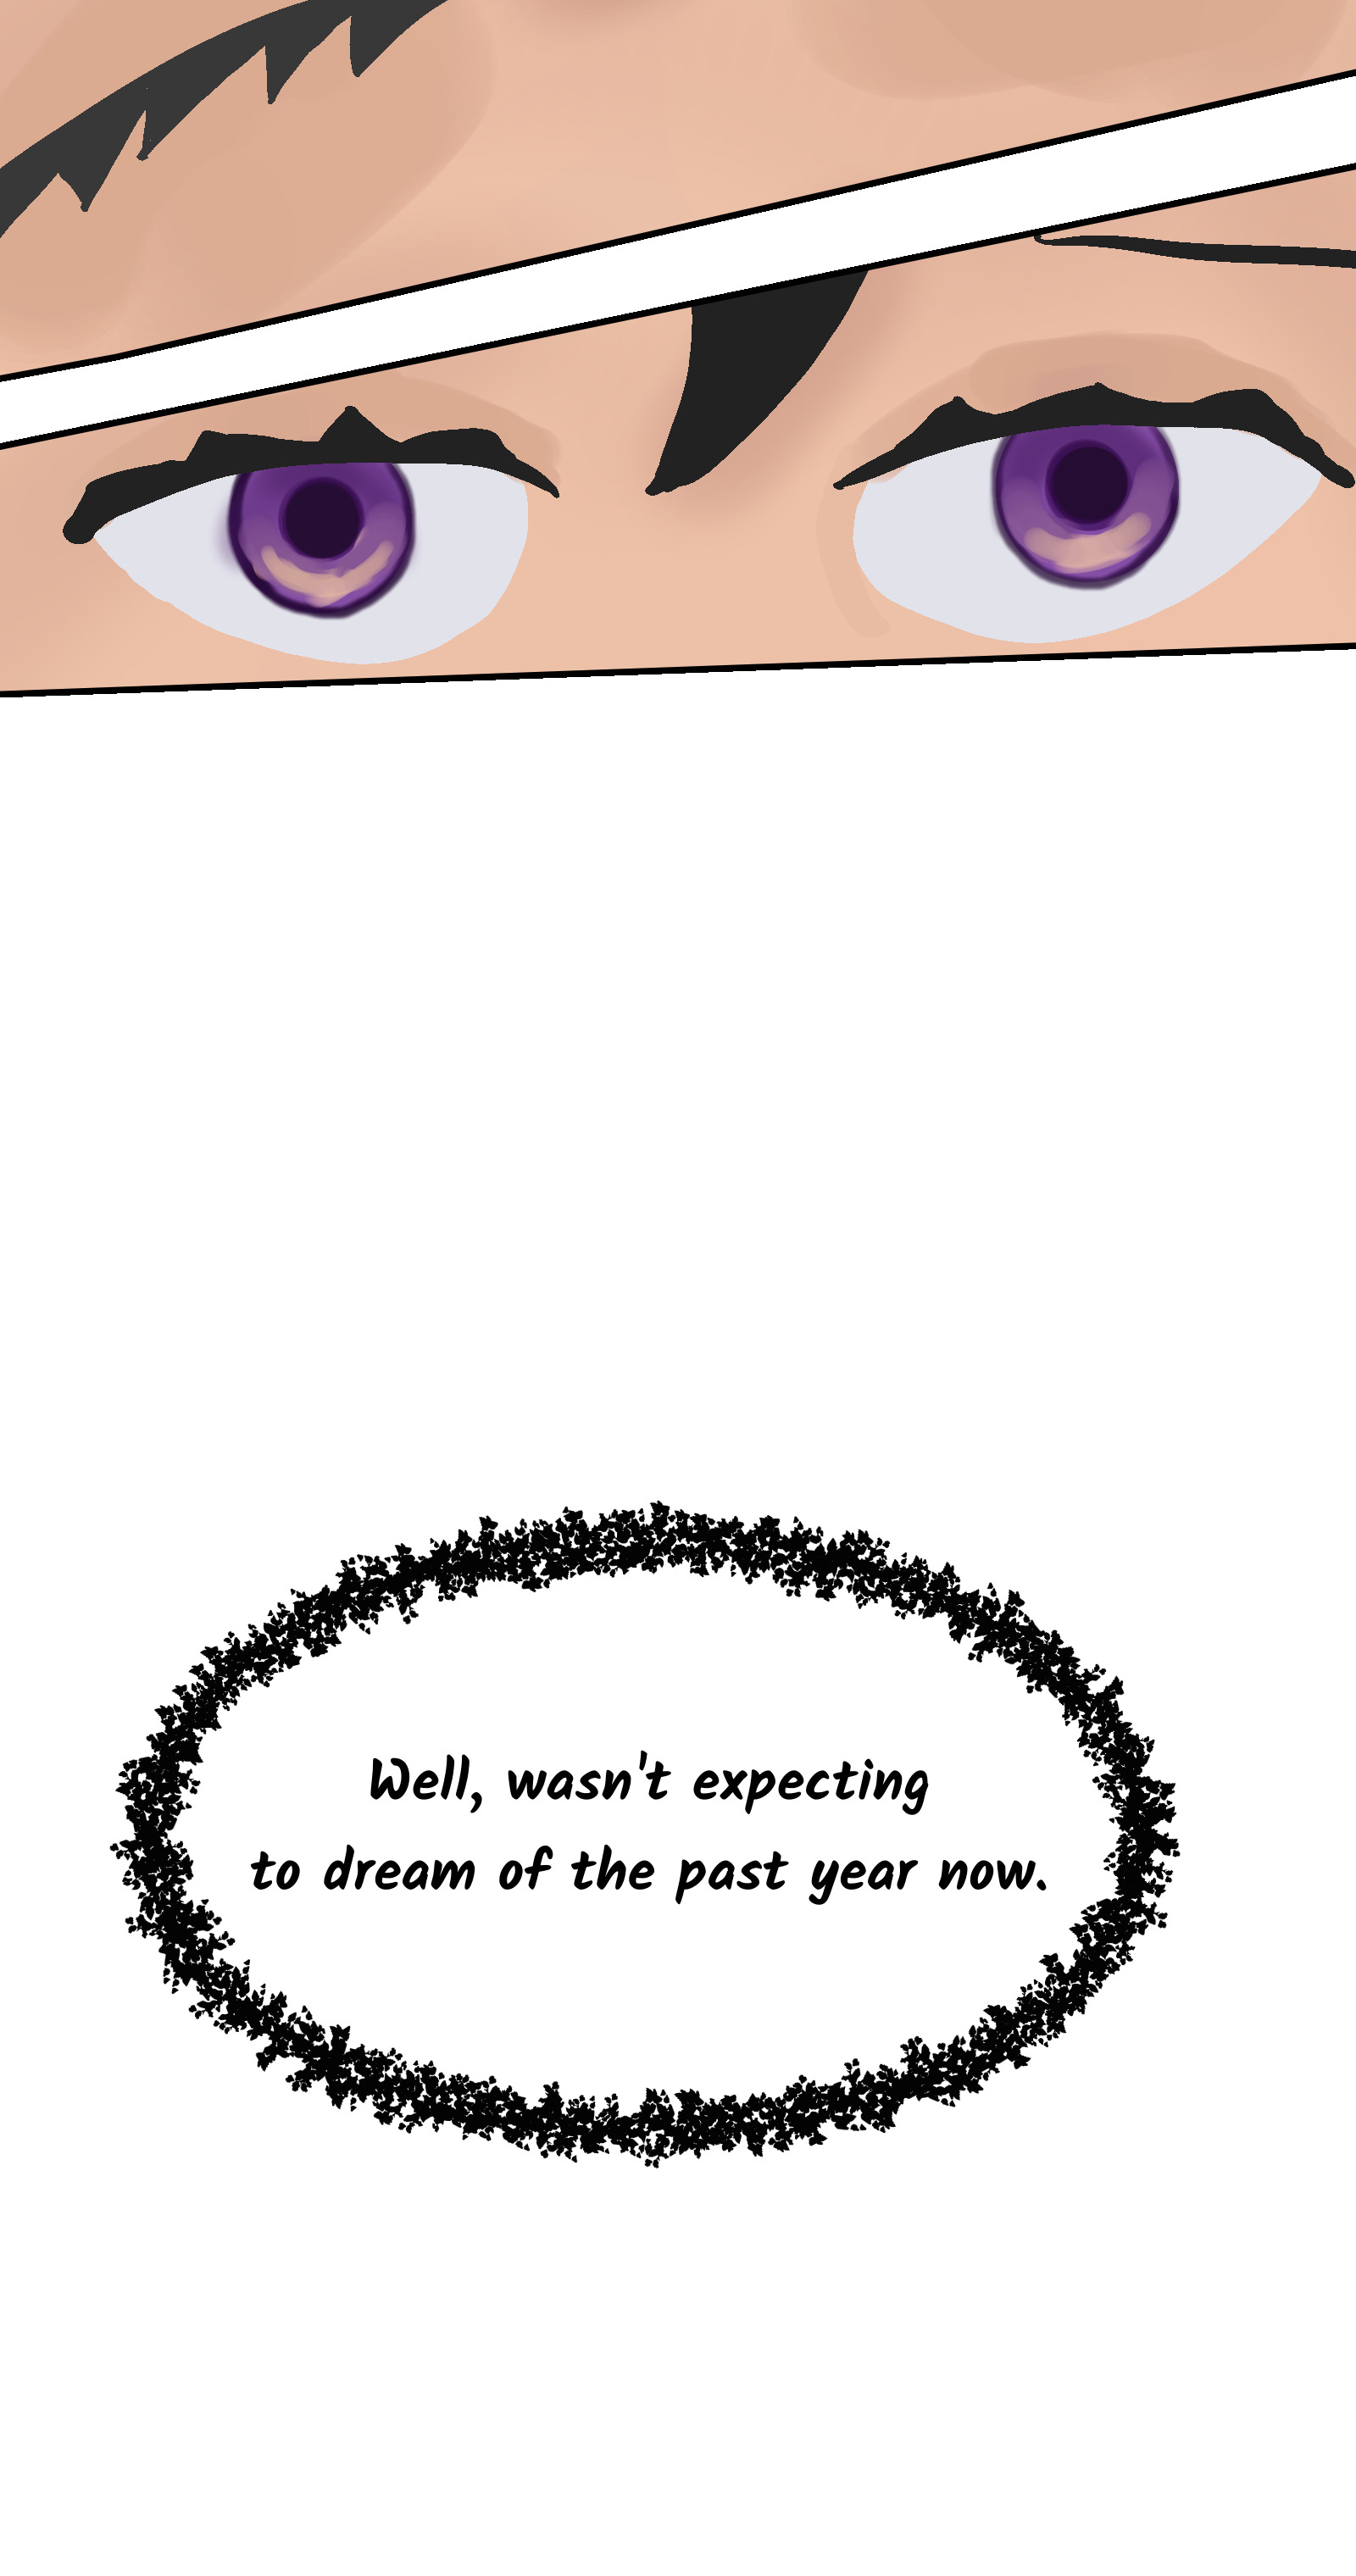 Well, wasn't expecting
to dream of the past year now.